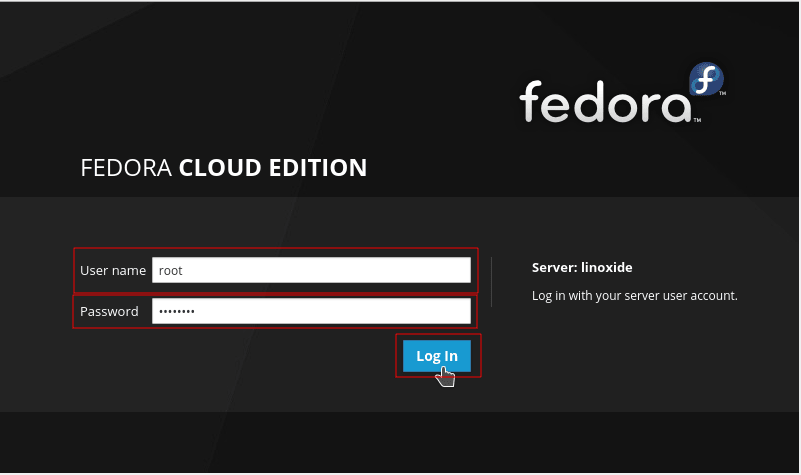 fedora™
FEDORA CLOUD EDITION
User name root
Server: linoxide
Log in with your server user account.
Password ••••••••
Log In